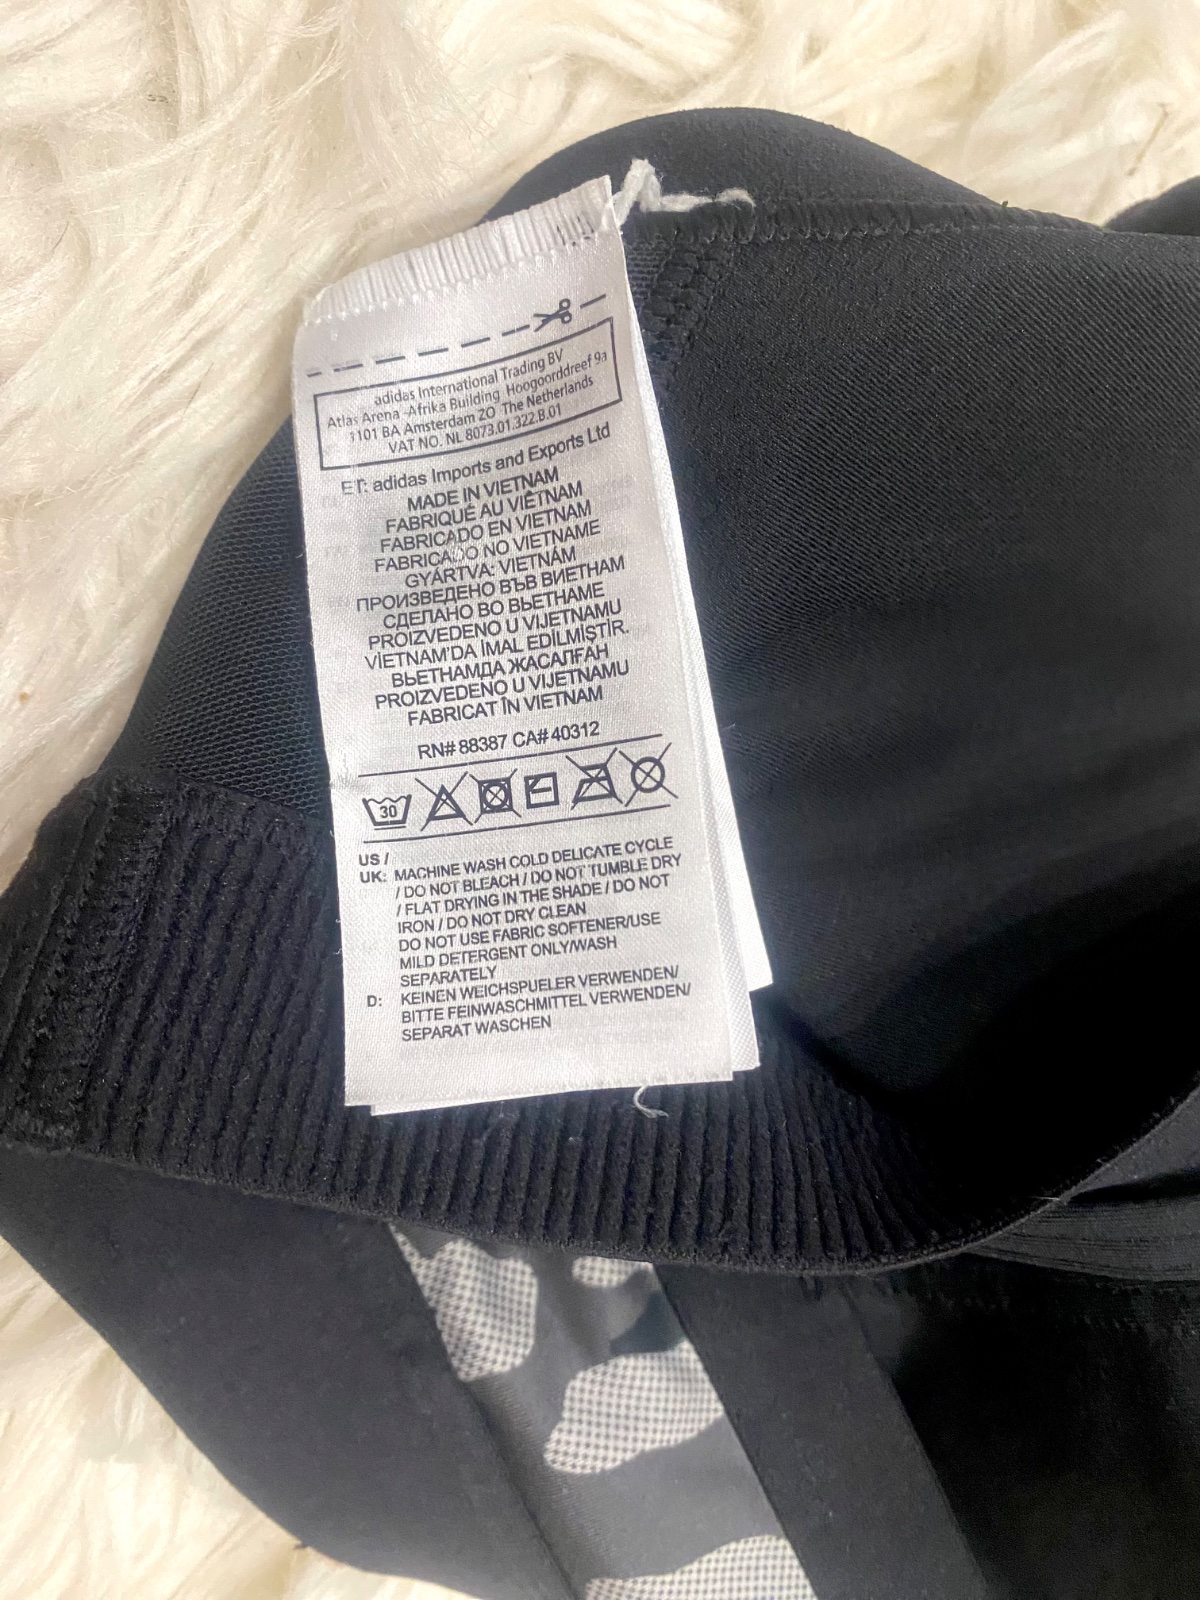 adidas International Trading BV
Atlas Arena -Afrika Building Hoogoorddreef 9a
1101 BA Amsterdam ZO The Netherlands
VAT NO. NL 8073.01.322.B.01
ET: adidas Imports and Exports Ltd
MADE IN VIETNAM
FABRIQUÉ AU VIÊTNAM
FABRICADO EN VIETNAM
FABRICADO NO VIETNAME
GYÁRTVA: VIETNÁM
ПРОИЗВЕДЕНО ВЪВ ВИЕТНАМ
СДЕЛАНО ВО ВЬЕТНАМЕ
PROIZVEDENO U VIJETNAMU
VİETNAM'DA İMAL EDİLMİŞTİR.
ВЬЕТНАМДА ЖАСАЛҒАН
PROIZVEDENO U VIJETNAMU
FABRICAT ÎN VIETNAM
RN# 88387 CA# 40312
30
US /
UK: MACHINE WASH COLD DELICATE CYCLE
/ DO NOT BLEACH / DO NOT TUMBLE DRY
/ FLAT DRYING IN THE SHADE / DO NOT
IRON / DO NOT DRY CLEAN
DO NOT USE FABRIC SOFTENER/USE
MILD DETERGENT ONLY/WASH
SEPARATELY
D: KEINEN WEICHSPUELER VERWENDEN/
BITTE FEINWASCHMITTEL VERWENDEN/
SEPARAT WASCHEN